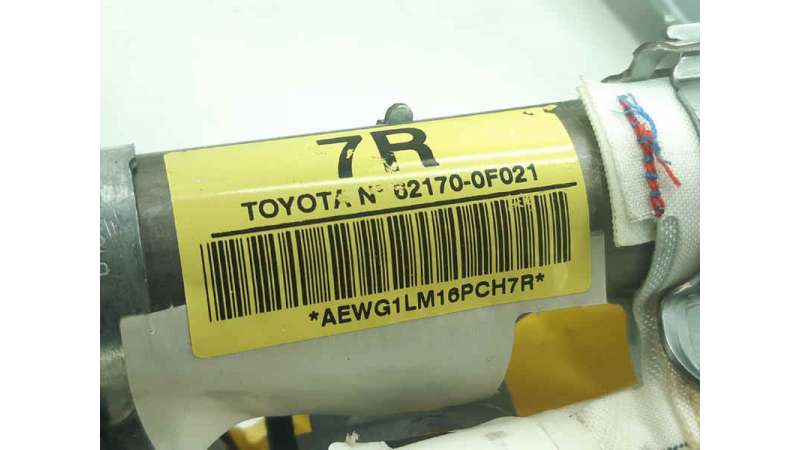 7R
TOYOTA Nº 62170-0F021
*AEWG1LM16PCH7R*